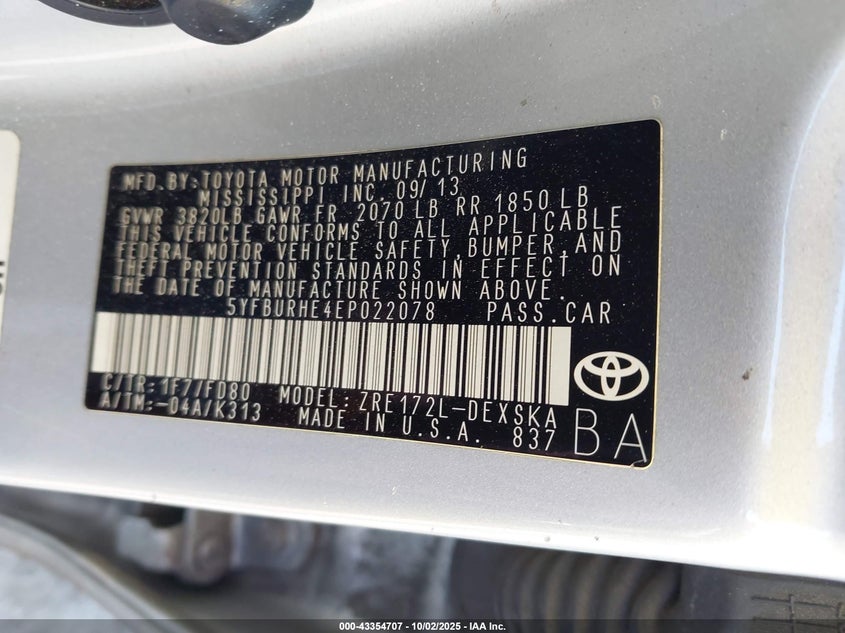 MFD.BY:TOYOTA MOTOR MANUFACTURING
MISSISSIPPI INC. 09/13
GVWR 3820LB GAWR FR 2070 LB RR 1850 LB
THIS VEHICLE CONFORMS TO ALL APPLICABLE
FEDERAL MOTOR VEHICLE SAFETY,BUMPER,AND
THEFT PREVENTION STANDARDS IN EFFECT ON
THE DATE OF MANUFACTURE SHOWN ABOVE.
5YFBURHE4EP022078 PASS.CAR
C/TR:1F7/FD80 MODEL:ZRE172L-DEXSKA
A/TM:-04A/K313 MADE IN U.S.A. 837
BA
000-43354707 - 10/02/2025 - IAA Inc.